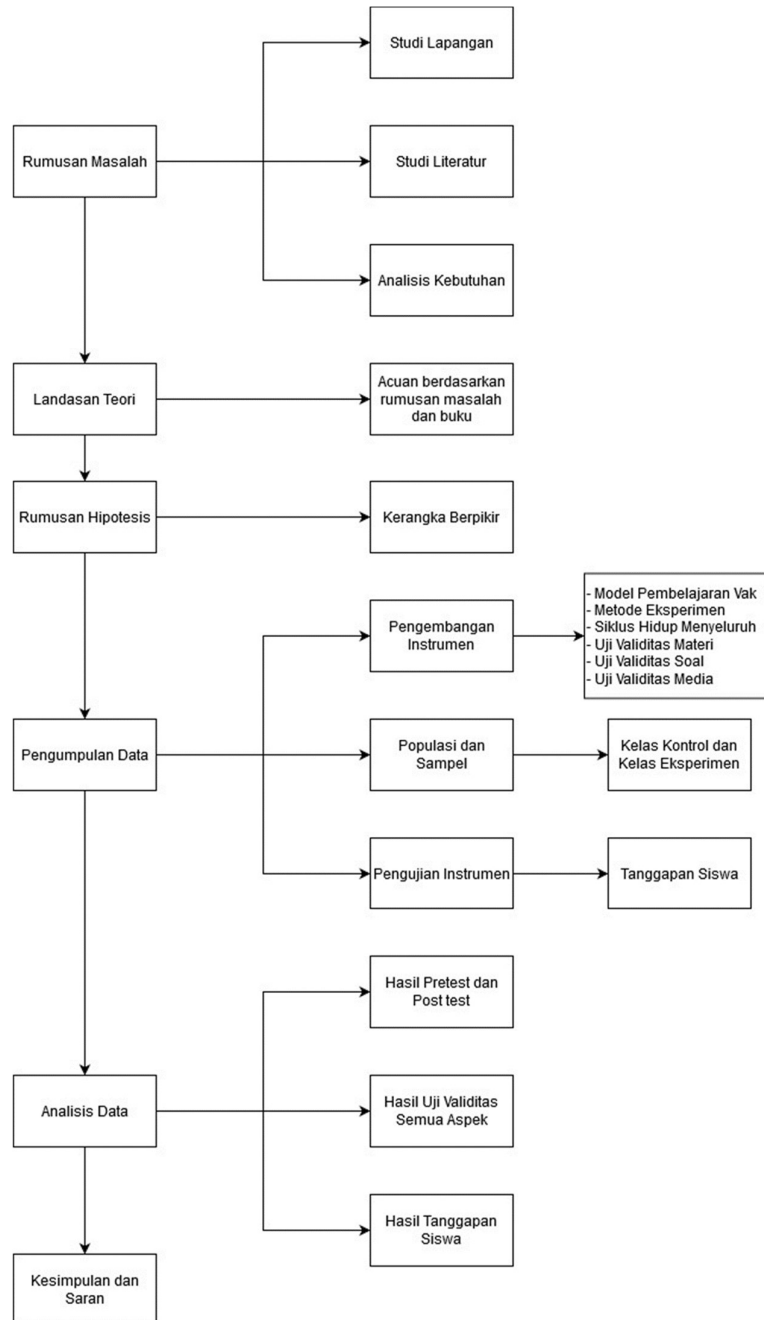 Studi Lapangan
Rumusan Masalah
Studi Literatur
Analisis Kebutuhan
Landasan Teori
Acuan berdasarkan
rumusan masalah
dan buku
Rumusan Hipotesis
Kerangka Berpikir
Pengembangan
Instrumen
- Model Pembelajaran Vak
- Metode Eksperimen
- Siklus Hidup Menyeluruh
- Uji Validitas Materi
- Uji Validitas Soal
- Uji Validitas Media
Pengumpulan Data
Populasi dan
Sampel
Kelas Kontrol dan
Kelas Eksperimen
Pengujian Instrumen
Tanggapan Siswa
Hasil Pretest dan
Post test
Analisis Data
Hasil Uji Validitas
Semua Aspek
Hasil Tanggapan
Siswa
Kesimpulan dan
Saran